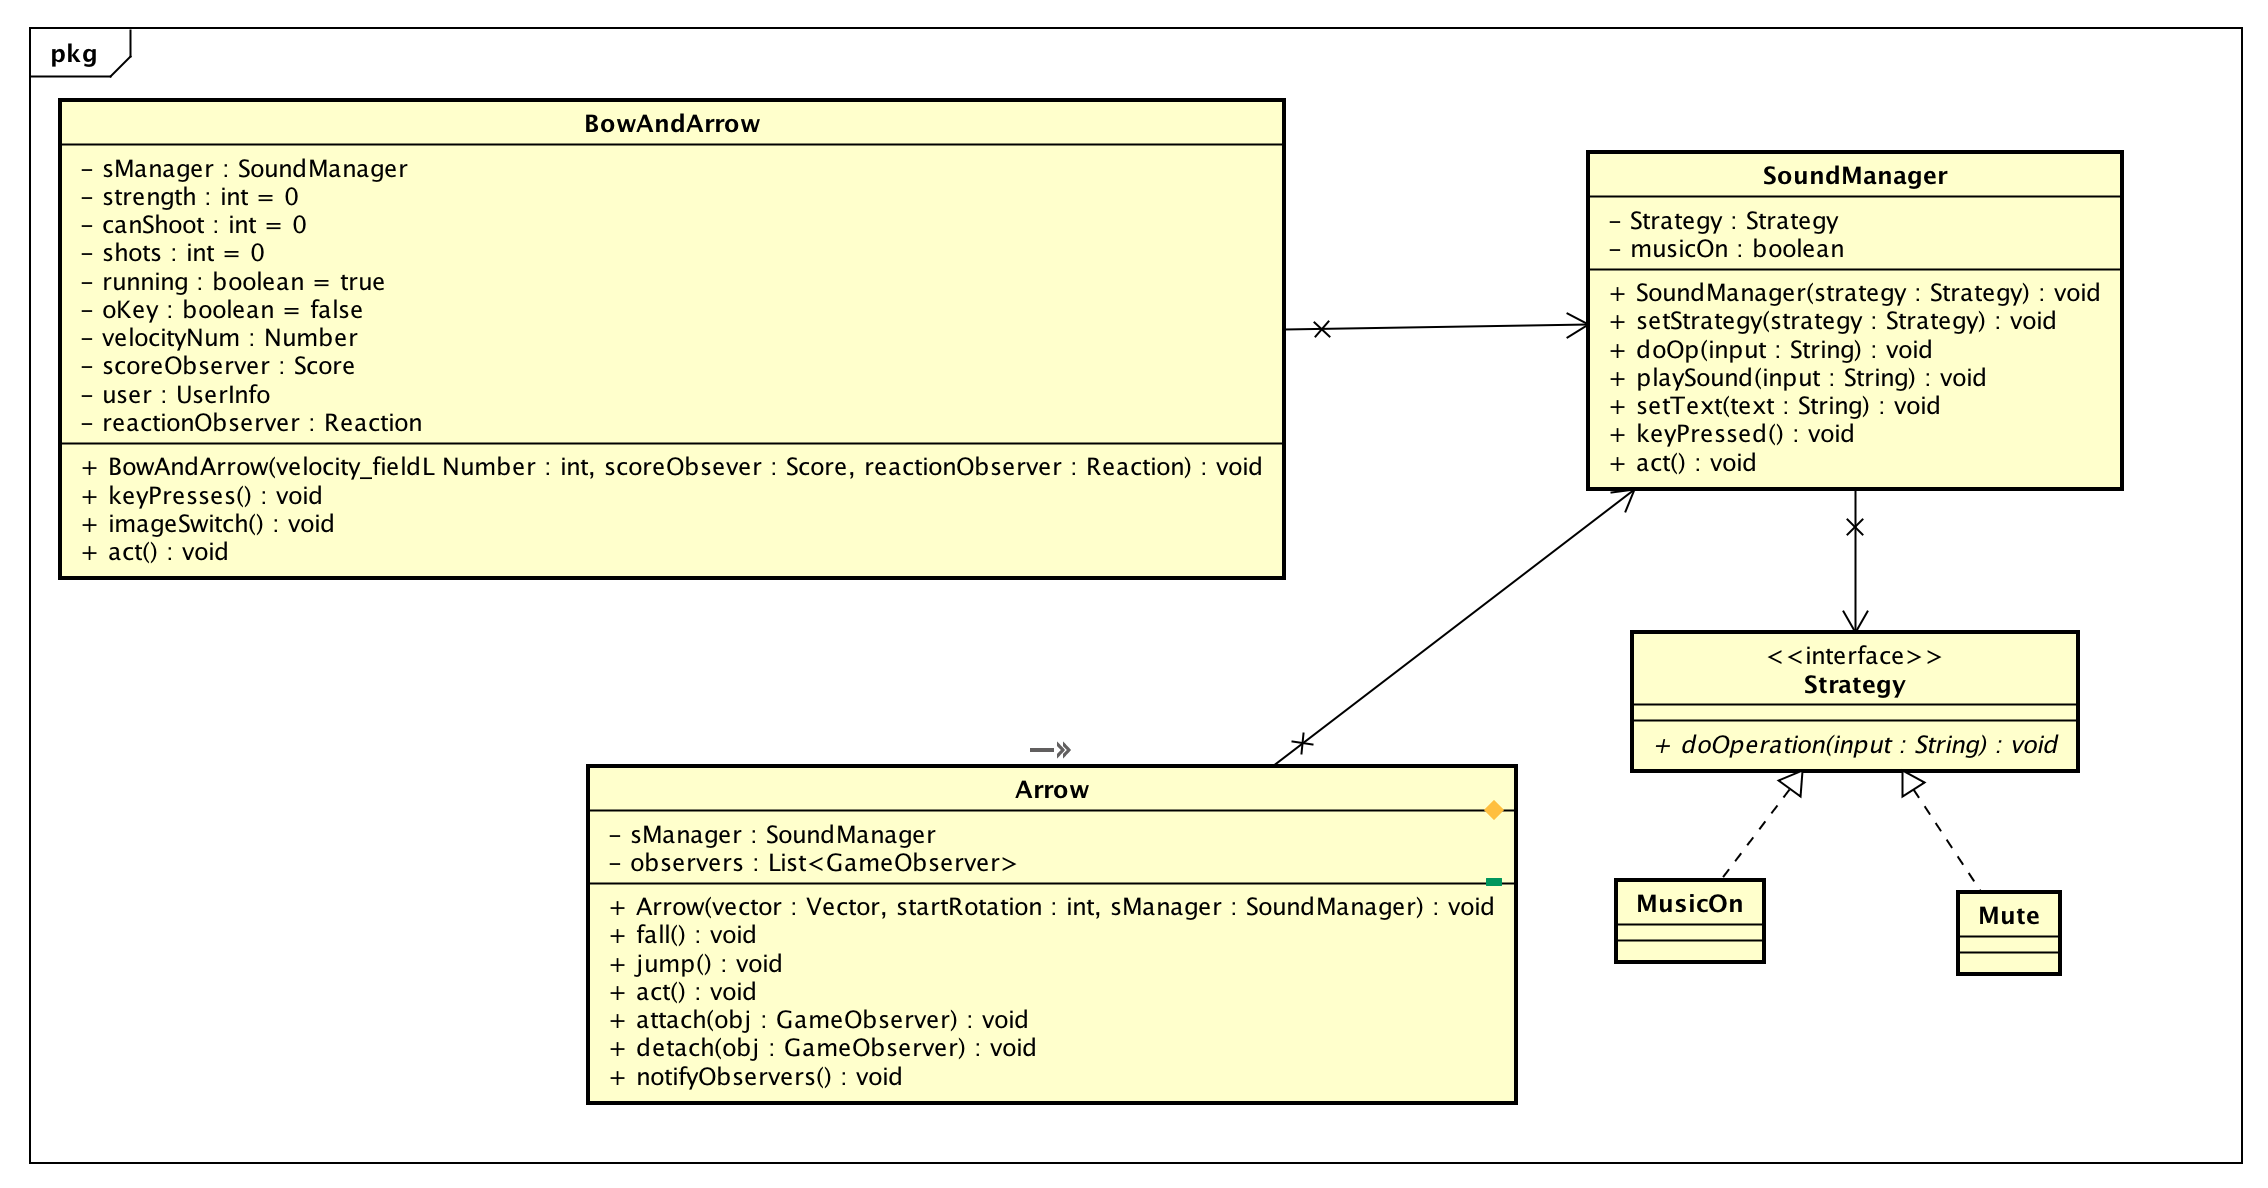 pkg
BowAndArrow
– sManager : SoundManager
– strength : int = 0
– canShoot : int = 0
– shots : int = 0
– running : boolean = true
– oKey : boolean = false
– velocityNum : Number
– scoreObserver : Score
– user : UserInfo
– reactionObserver : Reaction
+ BowAndArrow(velocity_fieldL Number : int, scoreObsever : Score, reactionObserver : Reaction) : void
+ keyPresses() : void
+ imageSwitch() : void
+ act() : void
SoundManager
– Strategy : Strategy
– musicOn : boolean
+ SoundManager(strategy : Strategy) : void
+ setStrategy(strategy : Strategy) : void
+ doOp(input : String) : void
+ playSound(input : String) : void
+ setText(text : String) : void
+ keyPressed() : void
+ act() : void
<<interface>>
Strategy
+ doOperation(input : String) : void
Arrow
– sManager : SoundManager
– observers : List<GameObserver>
+ Arrow(vector : Vector, startRotation : int, sManager : SoundManager) : void
+ fall() : void
+ jump() : void
+ act() : void
+ attach(obj : GameObserver) : void
+ detach(obj : GameObserver) : void
+ notifyObservers() : void
MusicOn
Mute